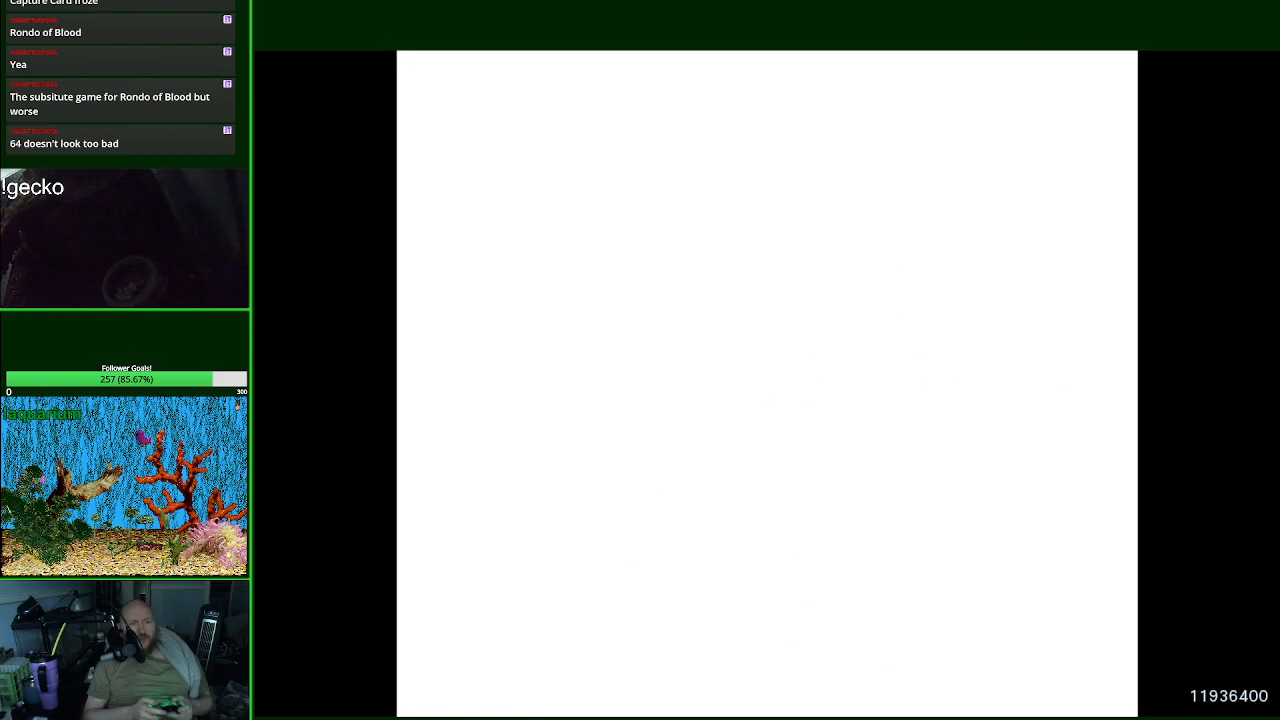 Capture Card froze
Rondo of Blood
Yea
The subsitute game for Rondo of Blood but
worse
64 doesn't look too bad
!gecko
Follower Goals!
257 (85.67%)
0
300
!aquarium
11936400